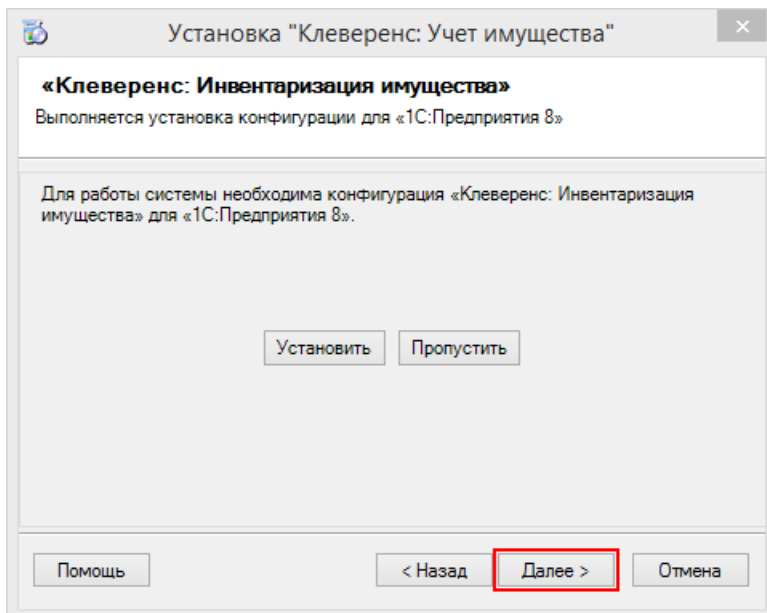 Установка "Клеверенс: Учет имущества"
«Клеверенс: Инвентаризация имущества»
Выполняется установка конфигурации для «1С:Предприятия 8»
Для работы системы необходима конфигурация «Клеверенс: Инвентаризация
имущества» для «1С:Предприятия 8».
Установить Пропустить
Помощь < Назад Далее > Отмена